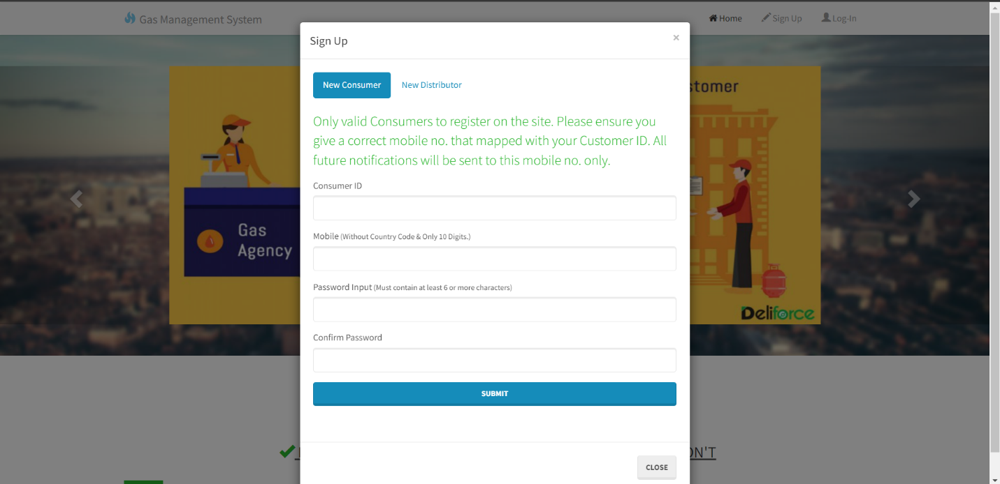 Gas Management System
Home
Sign Up
Log-In
Sign Up
×
New Consumer
New Distributor
Only valid Consumers to register on the site. Please ensure you
give a correct mobile no. that mapped with your Customer ID. All
future notifications will be sent to this mobile no. only.
Consumer ID
Mobile (Without Country Code & Only 10 Digits.)
Password Input (Must contain at least 6 or more characters)
Confirm Password
SUBMIT
CLOSE
Gas
Agency
Deliforce